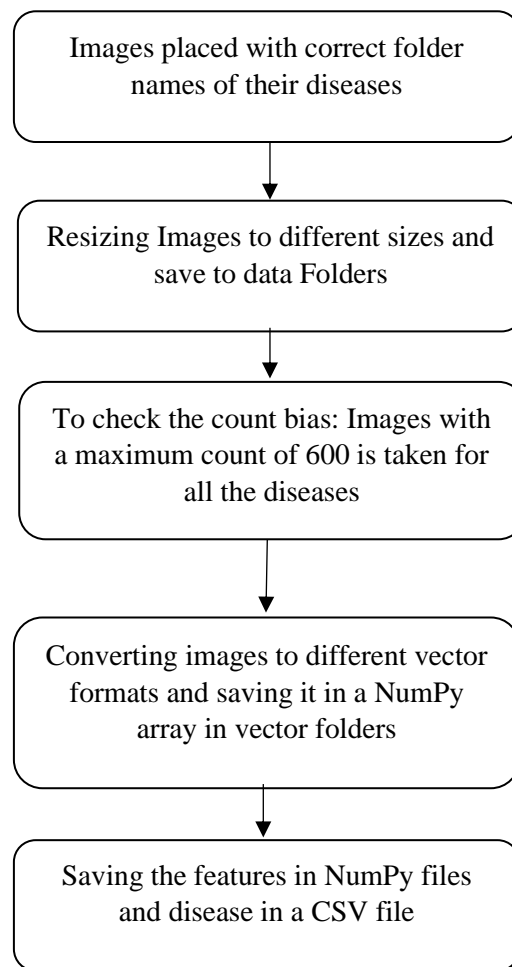 Images placed with correct folder
names of their diseases
Resizing Images to different sizes and
save to data Folders
To check the count bias: Images with
a maximum count of 600 is taken for
all the diseases
Converting images to different vector
formats and saving it in a NumPy
array in vector folders
Saving the features in NumPy files
and disease in a CSV file